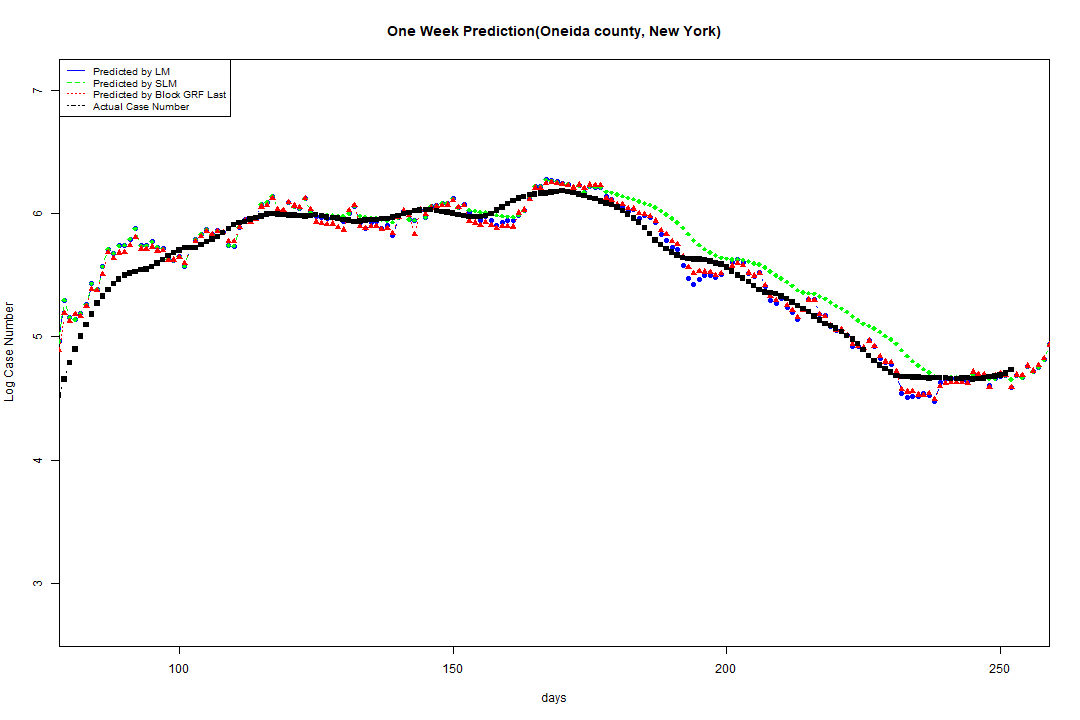 One Week Prediction(Oneida county, New York)
Predicted by LM
Predicted by SLM
Predicted by Block GRF Last
Actual Case Number
7
6
5
4
3
Log Case Number
100 150 200 250
days